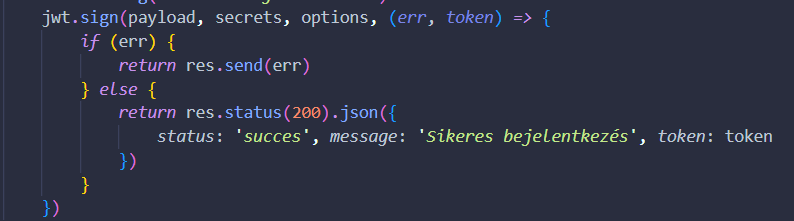 jwt.sign(payload, secrets, options, (err, token) => {
if (err) {
return res.send(err)
} else {
return res.status(200).json({
status: 'succes', message: 'Sikeres bejelentkezés', token: token
})
}
})